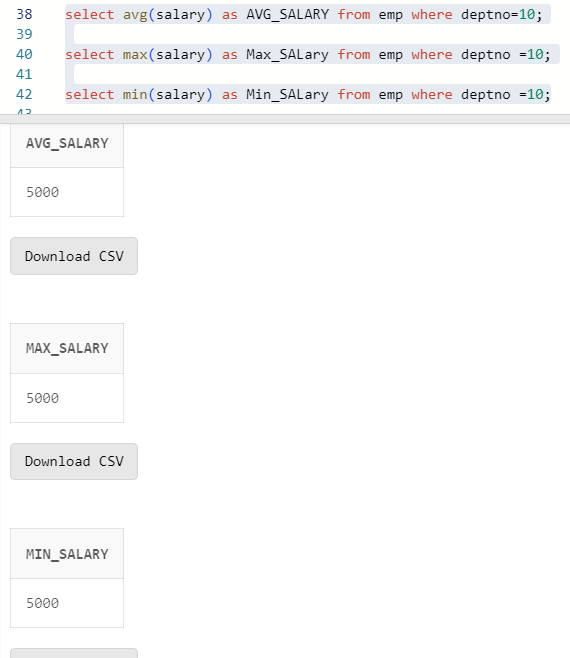 38 select avg(salary) as AVG_SALARY from emp where deptno=10;
39
40 select max(salary) as Max_SALary from emp where deptno =10;
41
42 select min(salary) as Min_SALary from emp where deptno =10;
43
AVG_SALARY
5000
Download CSV
MAX_SALARY
5000
Download CSV
MIN_SALARY
5000